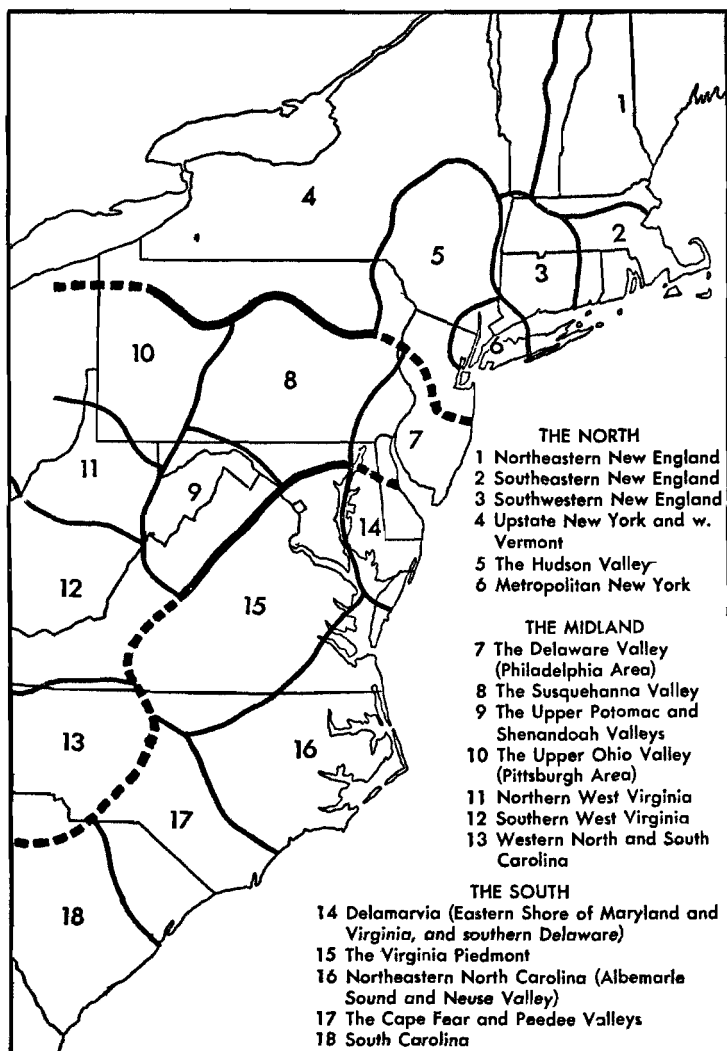 1
4
2
5
3
6
10
8
7
11
9
14
12
15
13
16
17
18
THE NORTH
1 Northeastern New England
2 Southeastern New England
3 Southwestern New England
4 Upstate New York and w.
Vermont
5 The Hudson Valley
6 Metropolitan New York
THE MIDLAND
7 The Delaware Valley
(Philadelphia Area)
8 The Susquehanna Valley
9 The Upper Potomac and
Shenandoah Valleys
10 The Upper Ohio Valley
(Pittsburgh Area)
11 Northern West Virginia
12 Southern West Virginia
13 Western North and South
Carolina
THE SOUTH
14 Delamarvia (Eastern Shore of Maryland and
Virginia, and southern Delaware)
15 The Virginia Piedmont
16 Northeastern North Carolina (Albemarle
Sound and Neuse Valley)
17 The Cape Fear and Peedee Valleys
18 South Carolina